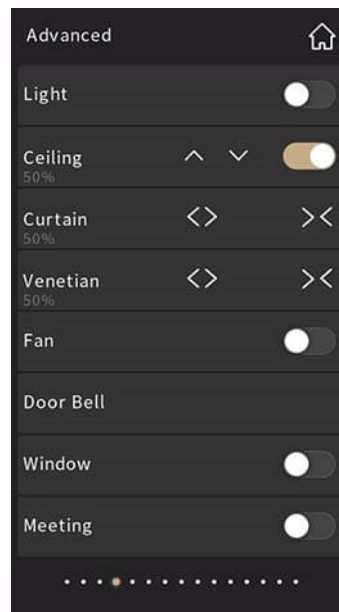 Advanced
Light
Ceiling
50%
Curtain
50%
Venetian
50%
Fan
Door Bell
Window
Meeting